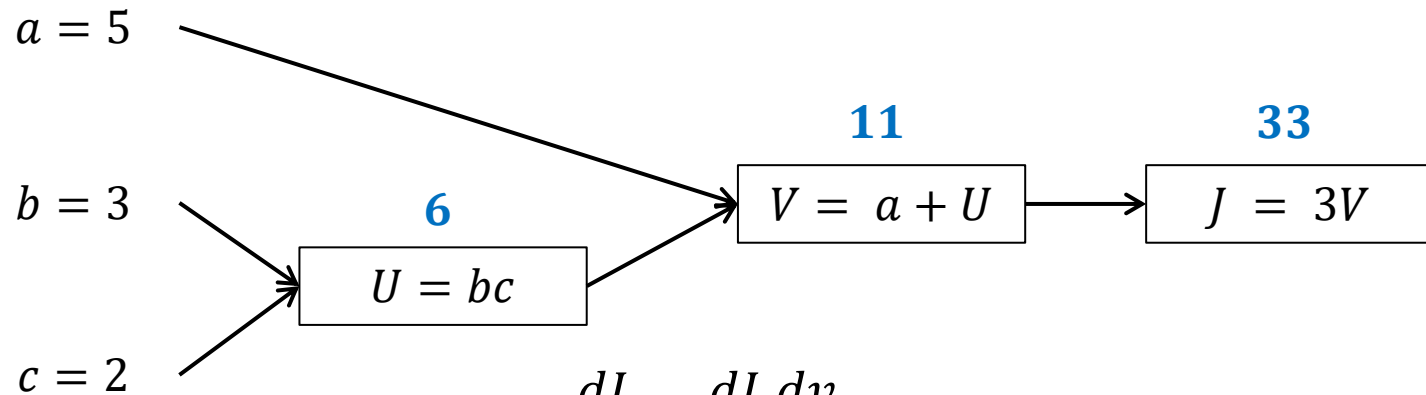 a = 5
11
33
b = 3
6
V = a + U
J = 3V
U = bc
c = 2